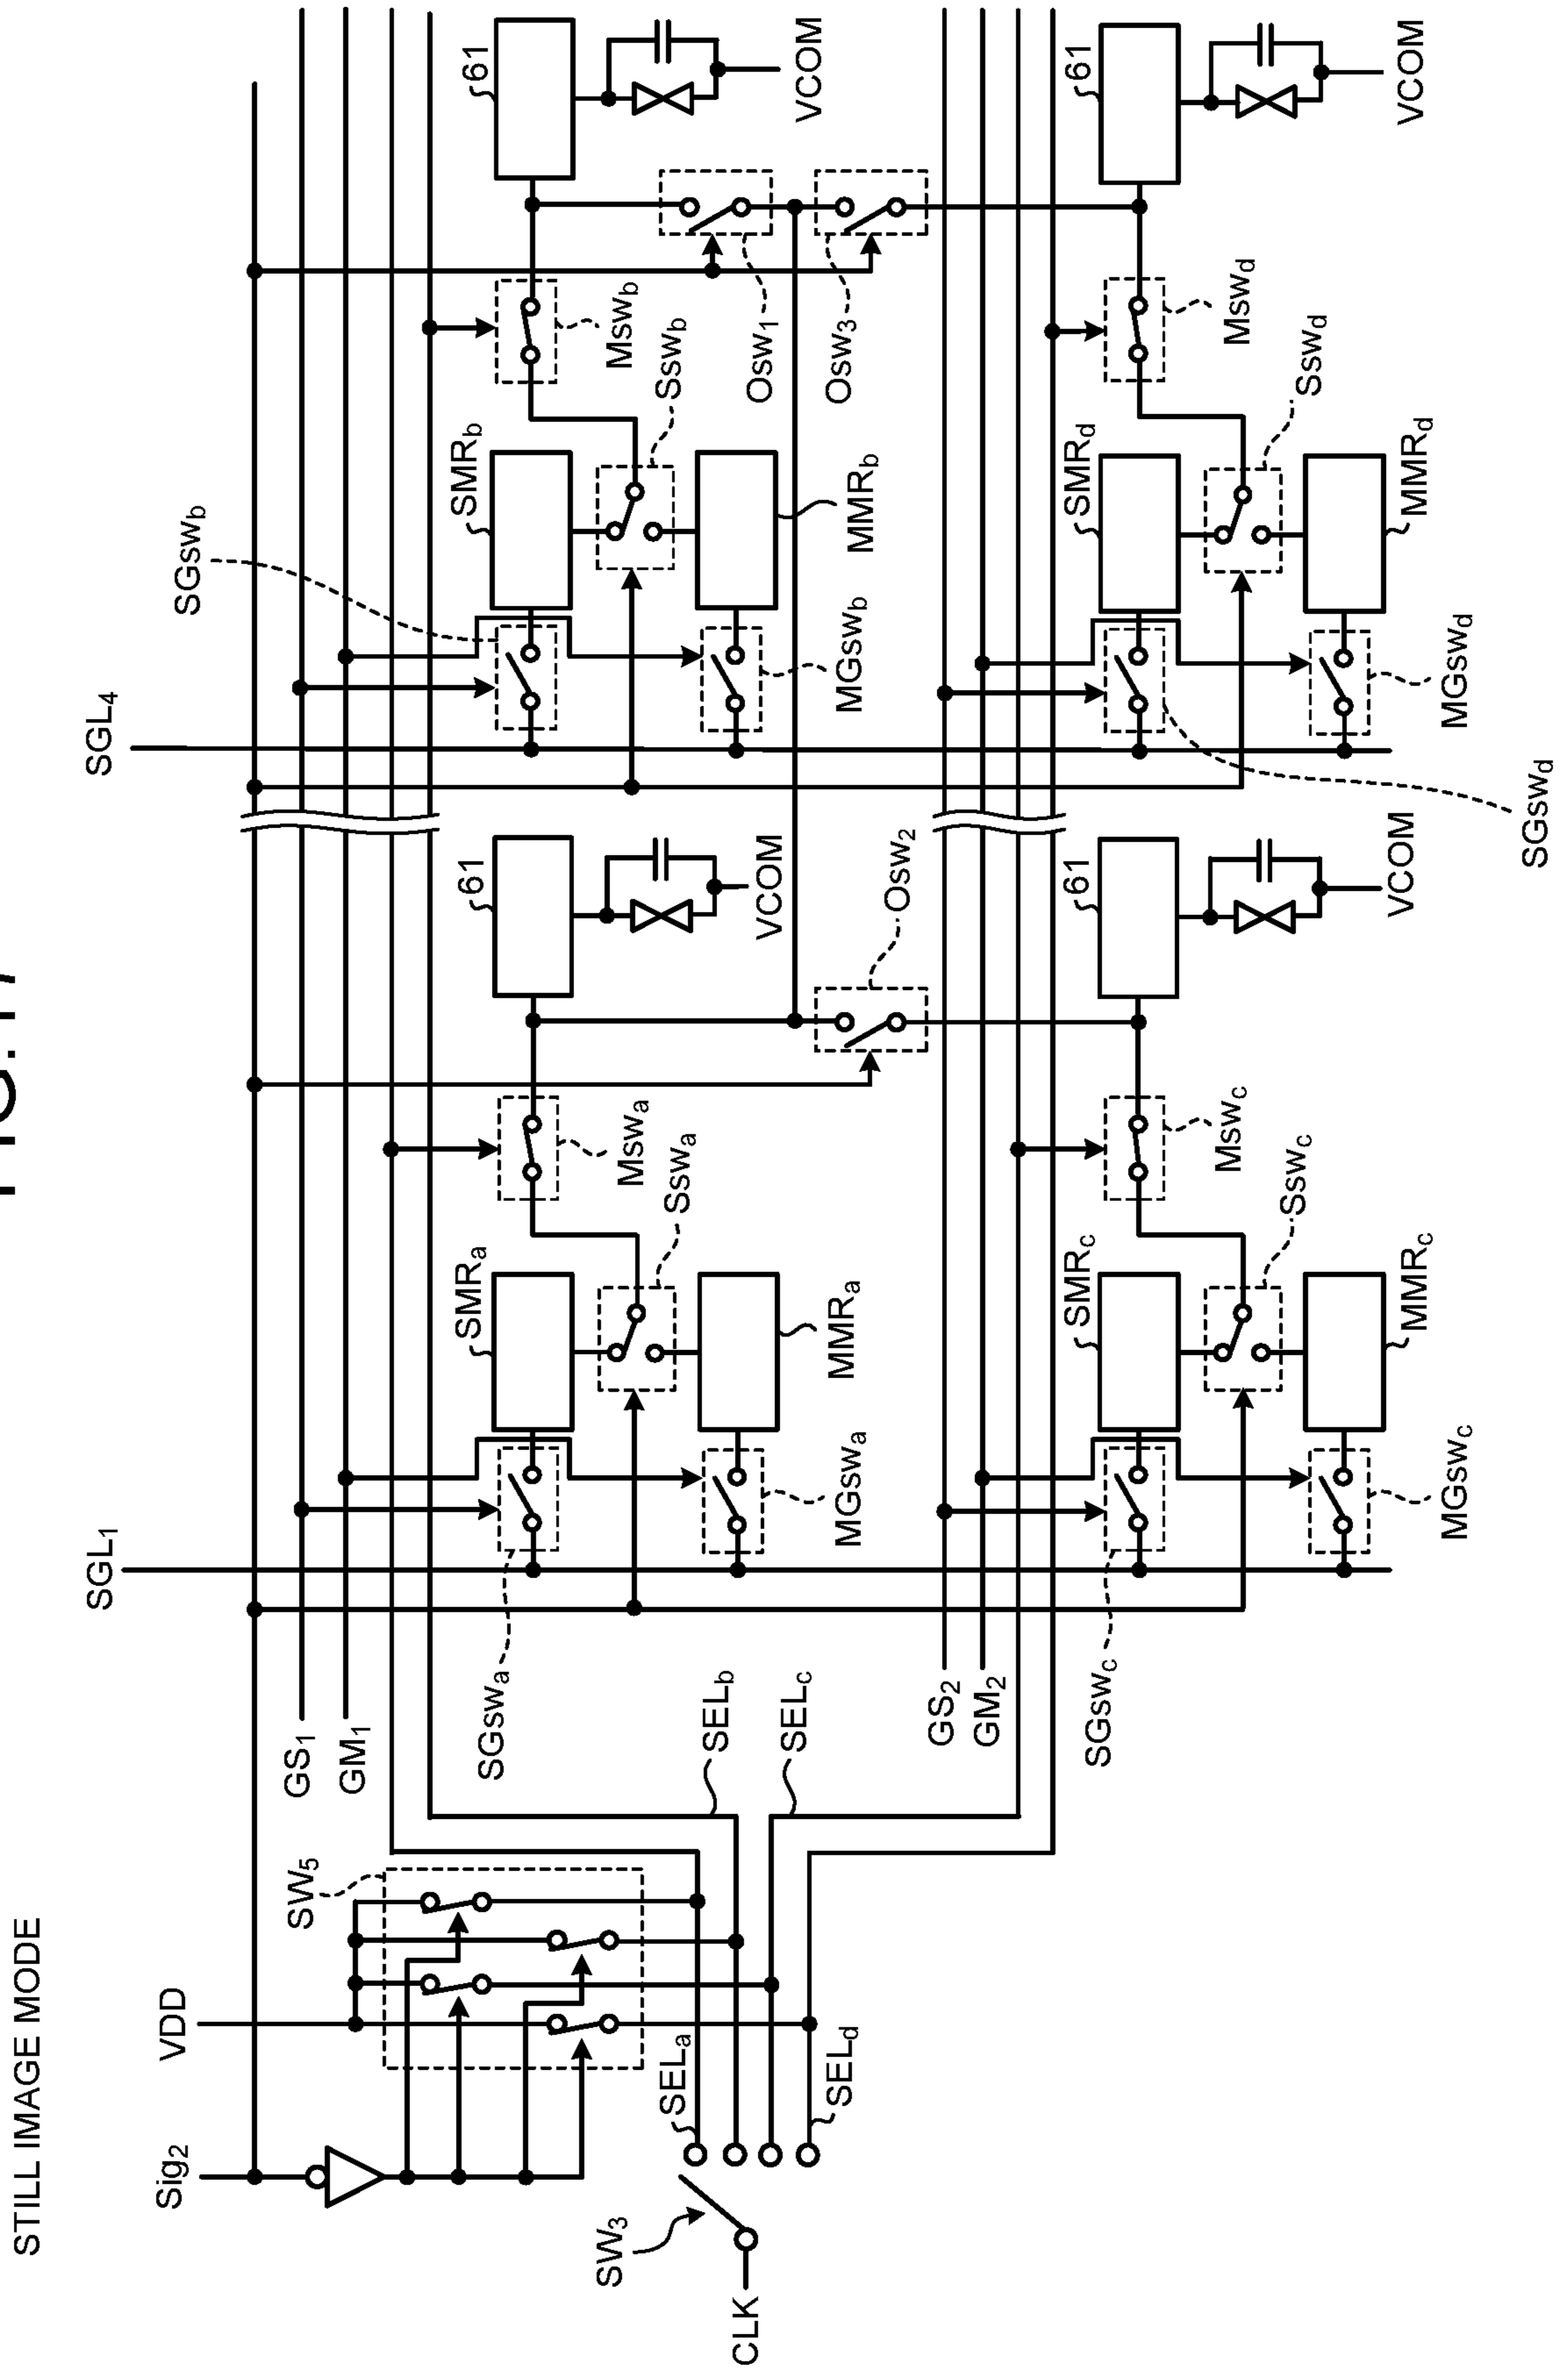 STILL IMAGE MODE
Sig2
VDD
SW5
SW3
CLK
SELa
SELd
SELb
SELc
GS1
GM1
GS2
GM2
SGL1
SGL4
SGswa
SMRa
Sswa
MMRa
MGswa
Mswa
61
VCOM
SGswb
SMRb
Sswb
MMRb
MGswb
Mswb
61
VCOM
Osw1
Osw3
Osw2
SGswc
SMRc
Sswc
MMRc
MGswc
Mswc
61
VCOM
SGswd
SMRd
Sswd
MMRd
MGswd
Mswd
61
VCOM